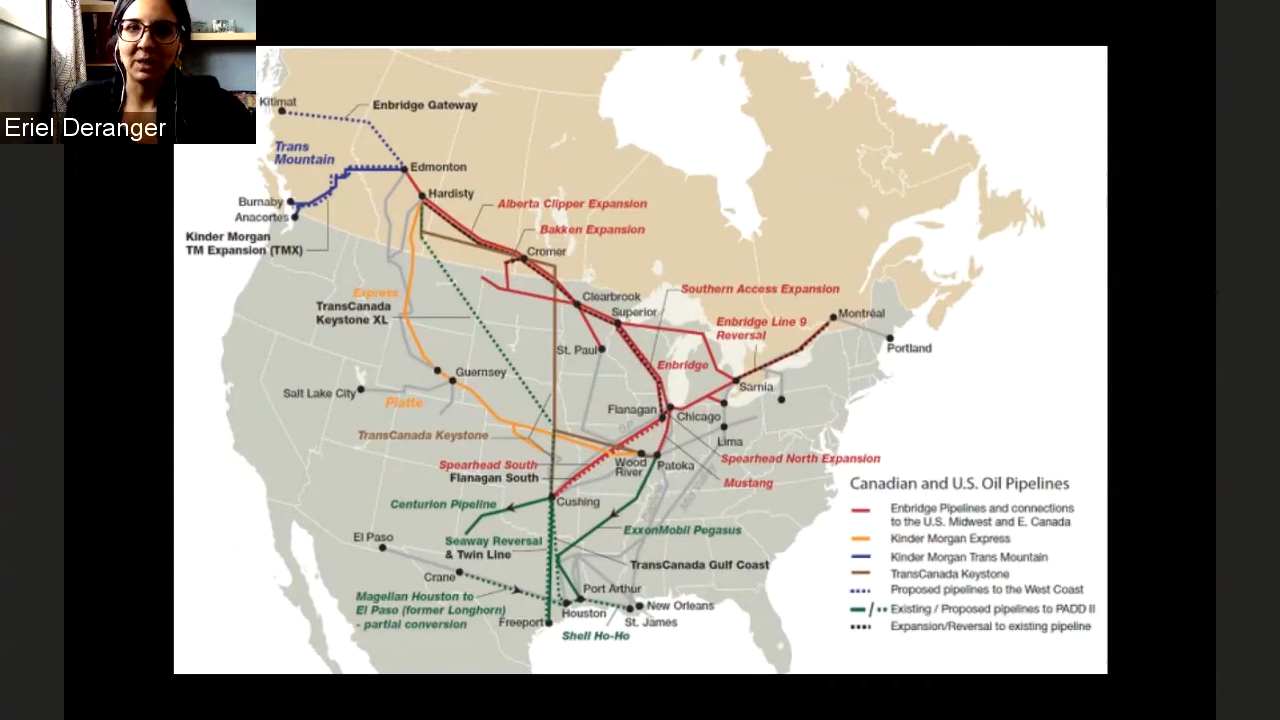 Eriel Deranger
Kitimat
Enbridge Gateway
Trans
Mountain
Edmonton
Hardisty
Burnaby
Anacortes
Alberta Clipper Expansion
Kinder Morgan
TM Expansion (TMX)
Bakken Expansion
Cromer
Express
TransCanada
Keystone XL
Clearbrook
Superior
Southern Access Expansion
Enbridge Line 9
Reversal
Montréal
Portland
St. Paul
Enbridge
Sarnia
Guernsey
Salt Lake City
Platte
Flanagan
Chicago
Lima
TransCanada Keystone
Spearhead South
Flanagan South
Wood
River
Patoka
Spearhead North Expansion
Mustang
Cushing
Centurion Pipeline
ExxonMobil Pegasus
El Paso
Seaway Reversal
& Twin Line
TransCanada Gulf Coast
Crane
Magellan Houston to
El Paso (former Longhorn)
- partial conversion
Port Arthur
Houston
New Orleans
St. James
Freeport
Shell Ho-Ho
Canadian and U.S. Oil Pipelines
Enbridge Pipelines and connections
to the U.S. Midwest and E. Canada
Kinder Morgan Express
Kinder Morgan Trans Mountain
TransCanada Keystone
Proposed pipelines to the West Coast
Existing / Proposed pipelines to PADD II
Expansion/Reversal to existing pipeline